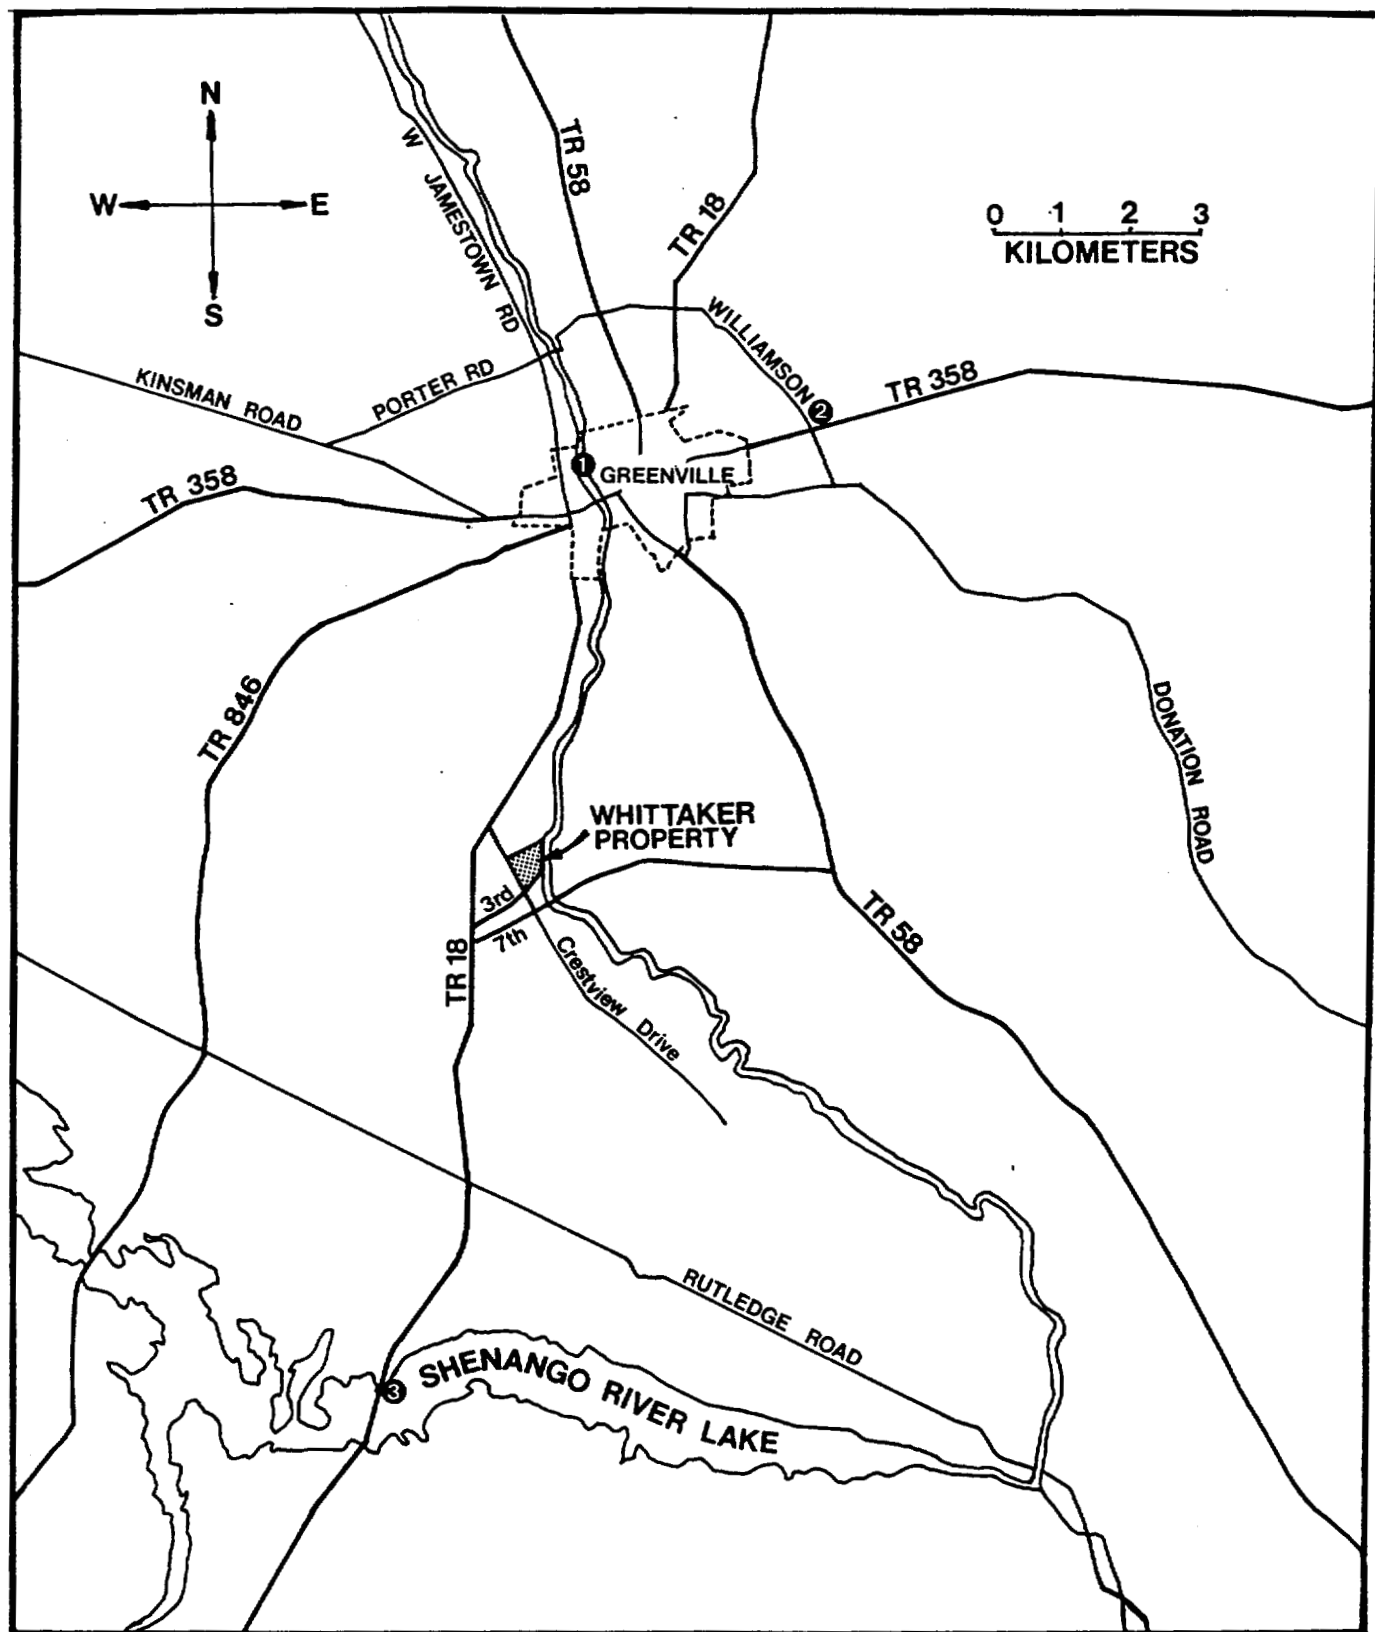 N
W
E
S
W JAMESTOWN RD
TR 58
TR 18
0 1 2 3
KILOMETERS
WILLIAMSON
2
TR 358
KINSMAN ROAD
PORTER RD
1
GREENVILLE
TR 358
TR 846
DONATION ROAD
WHITTAKER
PROPERTY
3rd
7th
TR 18
Crestview Drive
TR 58
RUTLEDGE ROAD
3
SHENANGO RIVER LAKE